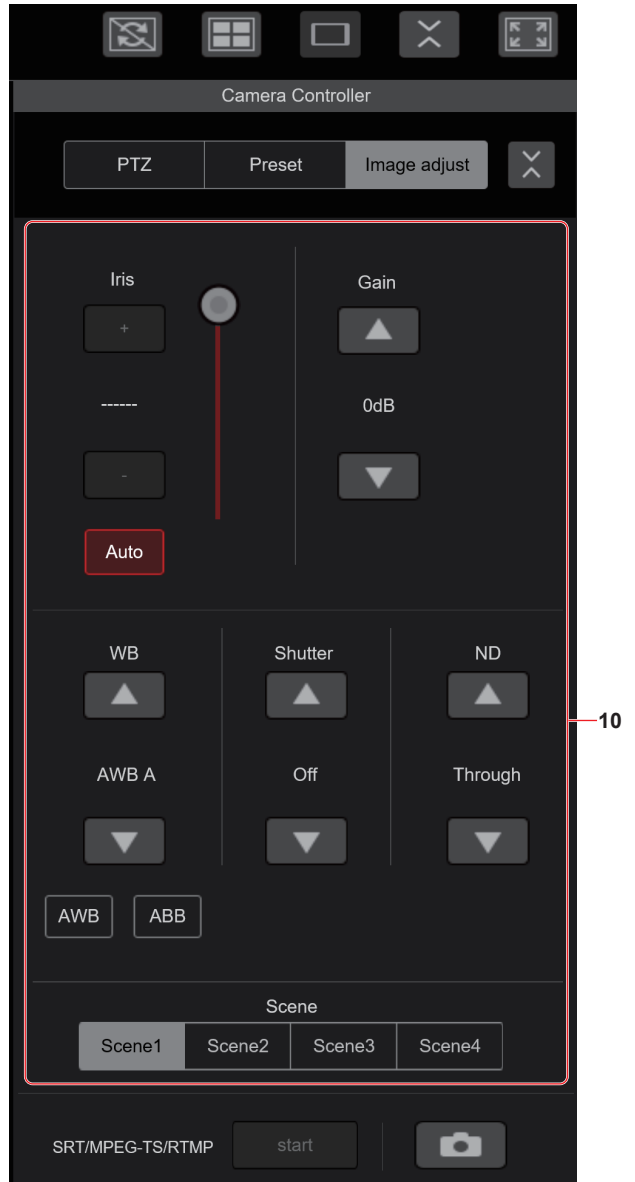 Camera Controller
PTZ Preset Image adjust
Iris Gain
+
------ 0dB
-
Auto
WB Shutter ND
10
AWB A Off Through
AWB ABB
Scene
Scene1 Scene2 Scene3 Scene4
SRT/MPEG-TS/RTMP start